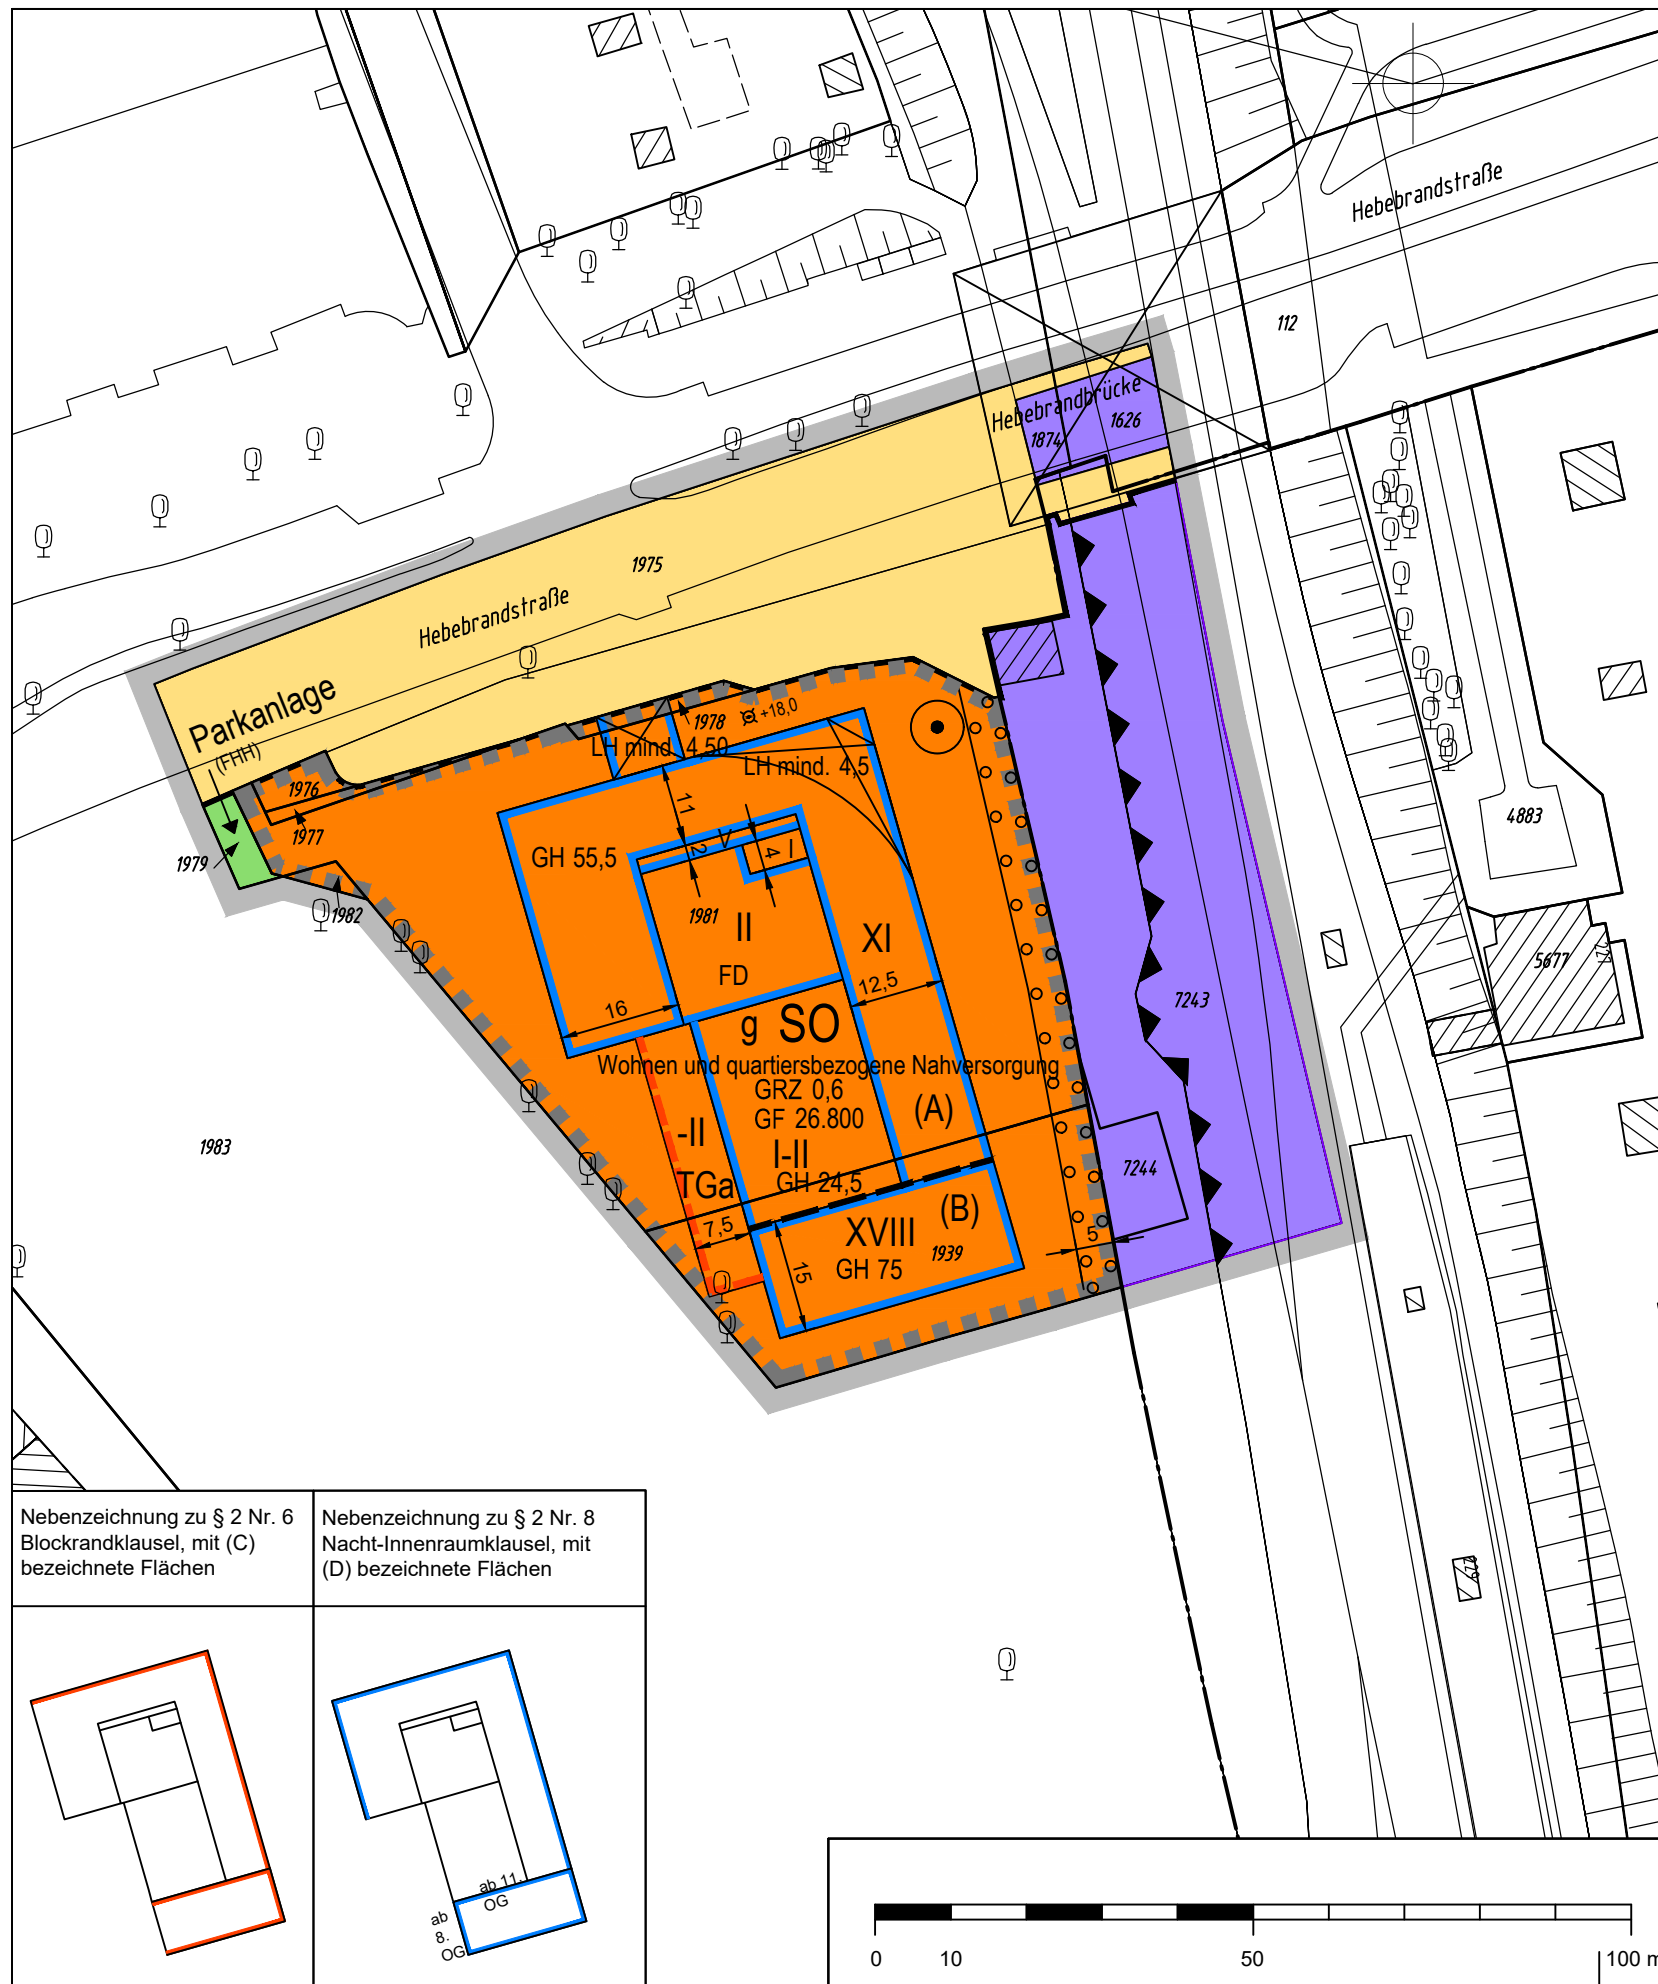 Hebebrandstraße
112
Hebebrandbrücke
1874
1626
1975
Hebebrandstraße
Parkanlage
(FHH)
1978
+18,0
LH mind. 4,50
LH mind. 4,5
1976
1977
1979
1982
4883
11
GH 55,5
V
2
4
I
1981
II
XI
FD
12,5
16
g SO
Wohnen und quartiersbezogene Nahversorgung
GRZ 0,6
GF 26.800
(A)
-II
I-II
TGa
GH 24,5
7,5
XVIII
(B)
GH 75
1939
15
5
7243
7244
5677
227
1983
229
Nebenzeichnung zu § 2 Nr. 6
Blockrandklausel, mit (C)
bezeichnete Flächen
Nebenzeichnung zu § 2 Nr. 8
Nacht-Innenraumklausel, mit
(D) bezeichnete Flächen
ab 11.
OG
ab
8.
OG
0
10
50
100 m